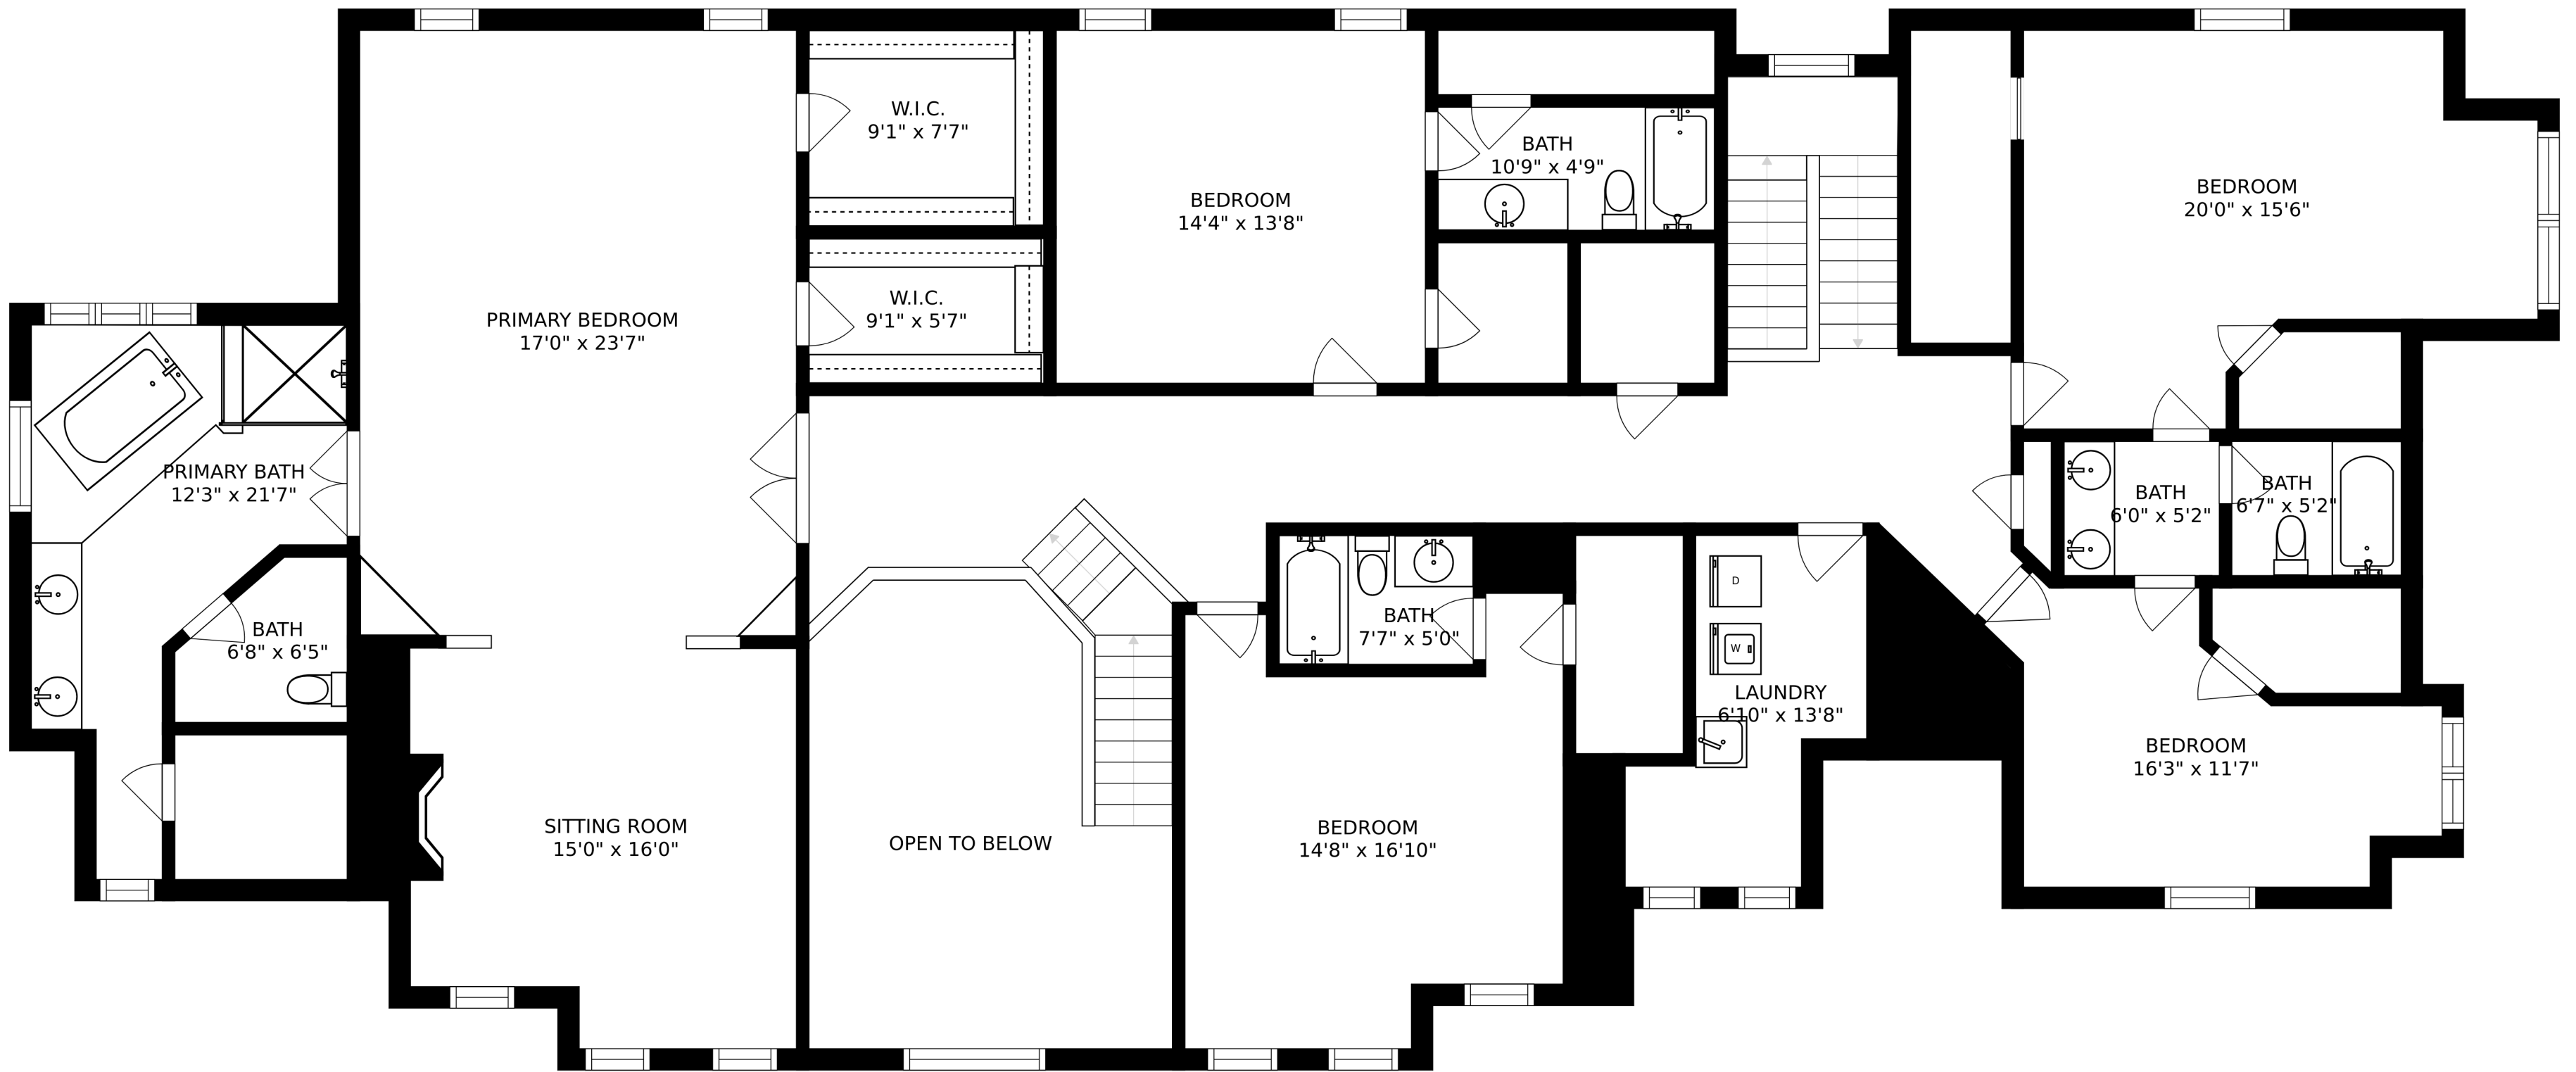 W.I.C.
9'1" x 7'7"
BATH
10'9" x 4'9"
BEDROOM
14'4" x 13'8"
BEDROOM
20'0" x 15'6"
W.I.C.
9'1" x 5'7"
PRIMARY BEDROOM
17'0" x 23'7"
PRIMARY BATH
12'3" x 21'7"
BATH
6'0" x 5'2"
BATH
6'7" x 5'2"
D
BATH
6'8" x 6'5"
BATH
7'7" x 5'0"
W
LAUNDRY
6'10" x 13'8"
BEDROOM
16'3" x 11'7"
SITTING ROOM
15'0" x 16'0"
OPEN TO BELOW
BEDROOM
14'8" x 16'10"